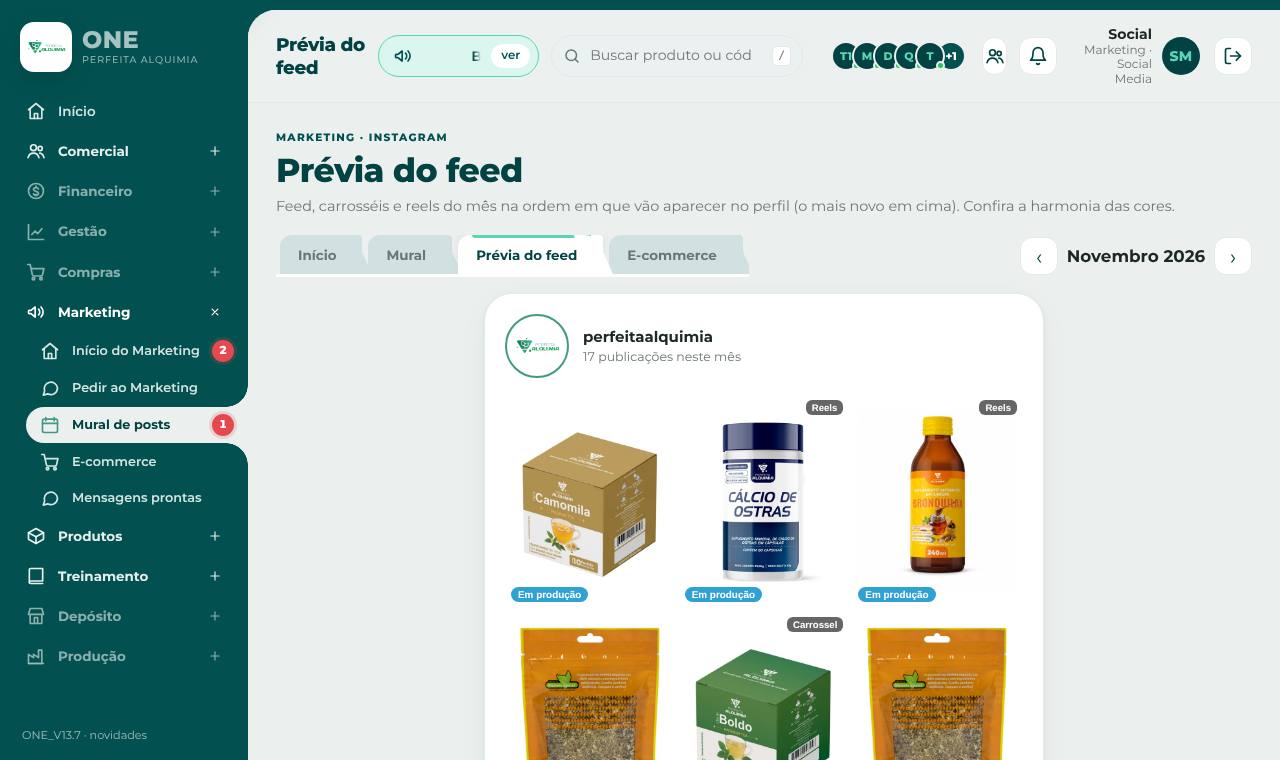 ONE
PERFEITA ALQUIMIA
Início
Comercial
Financeiro
Gestão
Compras
Marketing
Início do Marketing 2
Pedir ao Marketing
Mural de posts 1
E-commerce
Mensagens prontas
Produtos
Treinamento
Depósito
Produção
ONE_V13.7 · novidades
Prévia do feed
ver
Buscar produto ou cód /
M D Q T +1
Social
Marketing · Social Media
SM
MARKETING · INSTAGRAM
Prévia do feed
Feed, carrosséis e reels do mês na ordem em que vão aparecer no perfil (o mais novo em cima). Confira a harmonia das cores.
Início Mural Prévia do feed E-commerce
‹ Novembro 2026 ›
perfeitaalquimia
17 publicações neste mês
Reels
Reels
Camomila
ALQUIMIA
CÁLCIO DE
OSTRAS
BRONQUILAR
240ml
Em produção
Em produção
Em produção
Carrossel
Boldo